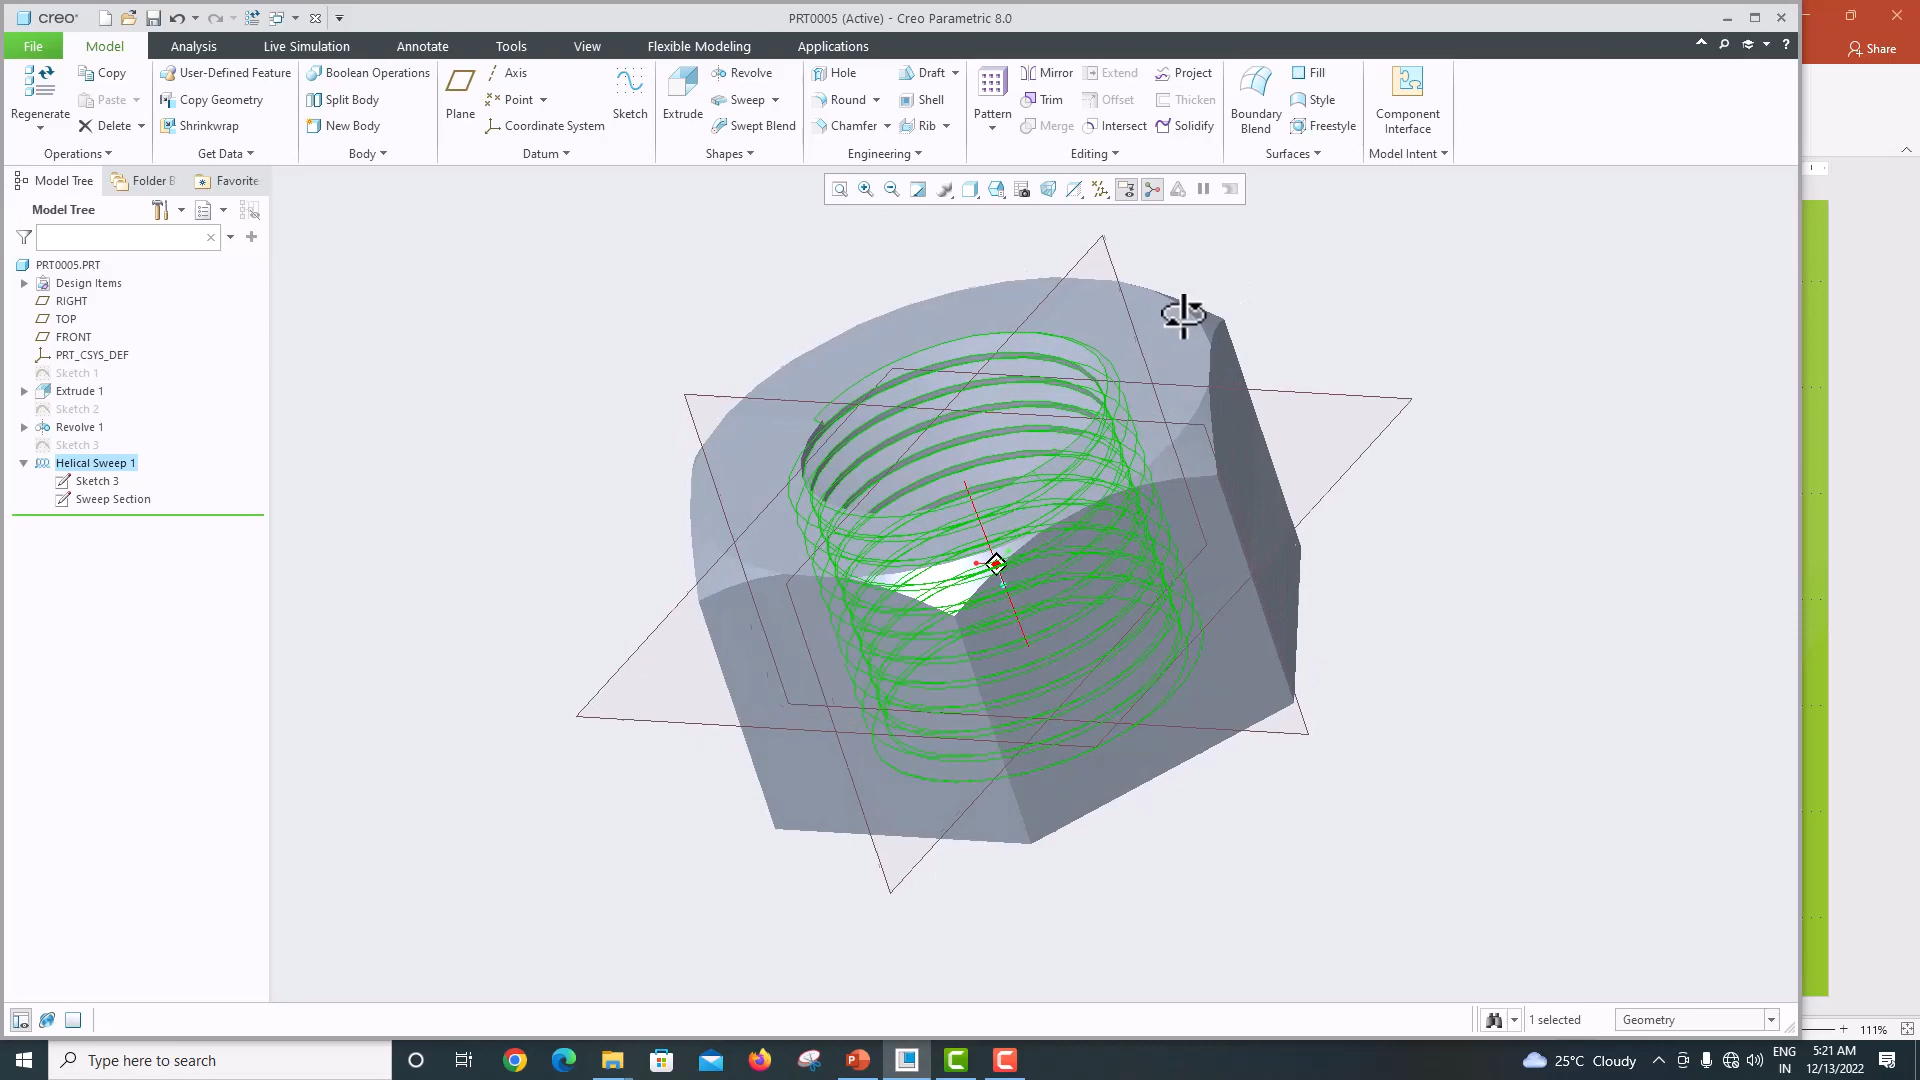 creo
PRT0005 (Active) - Creo Parametric 8.0
File Model Analysis Live Simulation Annotate Tools View Flexible Modeling Applications
Share
Regenerate
Copy
Paste
Delete
Operations
User-Defined Feature
Copy Geometry
Shrinkwrap
Get Data
Boolean Operations
Split Body
New Body
Body
Plane
Axis
Point
Coordinate System
Sketch
Datum
Extrude
Revolve
Sweep
Swept Blend
Shapes
Hole
Round
Chamfer
Draft
Shell
Rib
Engineering
Pattern
Mirror
Trim
Merge
Extend
Offset
Intersect
Project
Thicken
Solidify
Editing
Boundary
Blend
Fill
Style
Freestyle
Surfaces
Component
Interface
Model Intent
Model Tree Folder B Favorite
Model Tree
PRT0005.PRT
Design Items
RIGHT
TOP
FRONT
PRT_CSYS_DEF
Sketch 1
Extrude 1
Sketch 2
Revolve 1
Sketch 3
Helical Sweep 1
Sketch 3
Sweep Section
1 selected
Geometry
111%
Type here to search
25°C Cloudy
ENG
IN
5:21 AM
12/13/2022